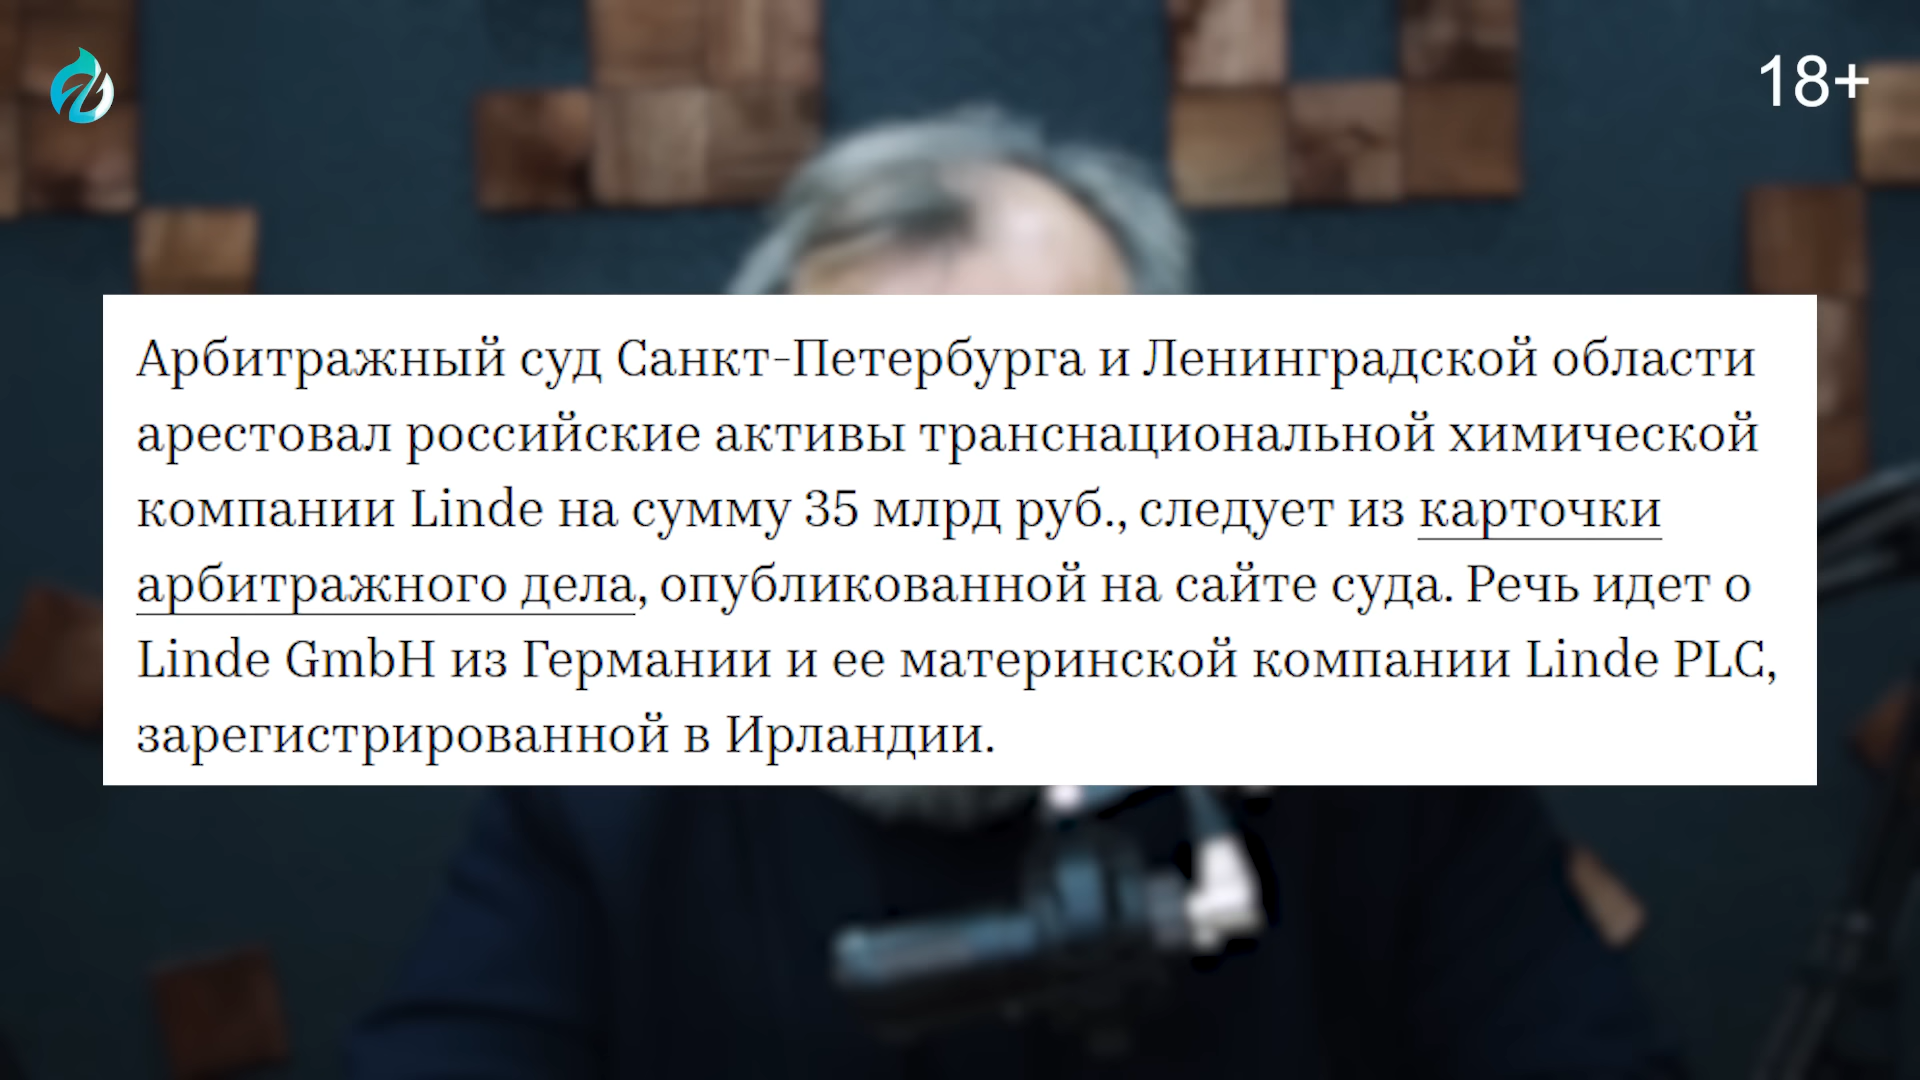 18+
Арбитражный суд Санкт-Петербурга и Ленинградской области
арестовал российские активы транснациональной химической
компании Linde на сумму 35 млрд руб., следует из карточки
арбитражного дела, опубликованной на сайте суда. Речь идет о
Linde GmbH из Германии и ее материнской компании Linde PLC,
зарегистрированной в Ирландии.